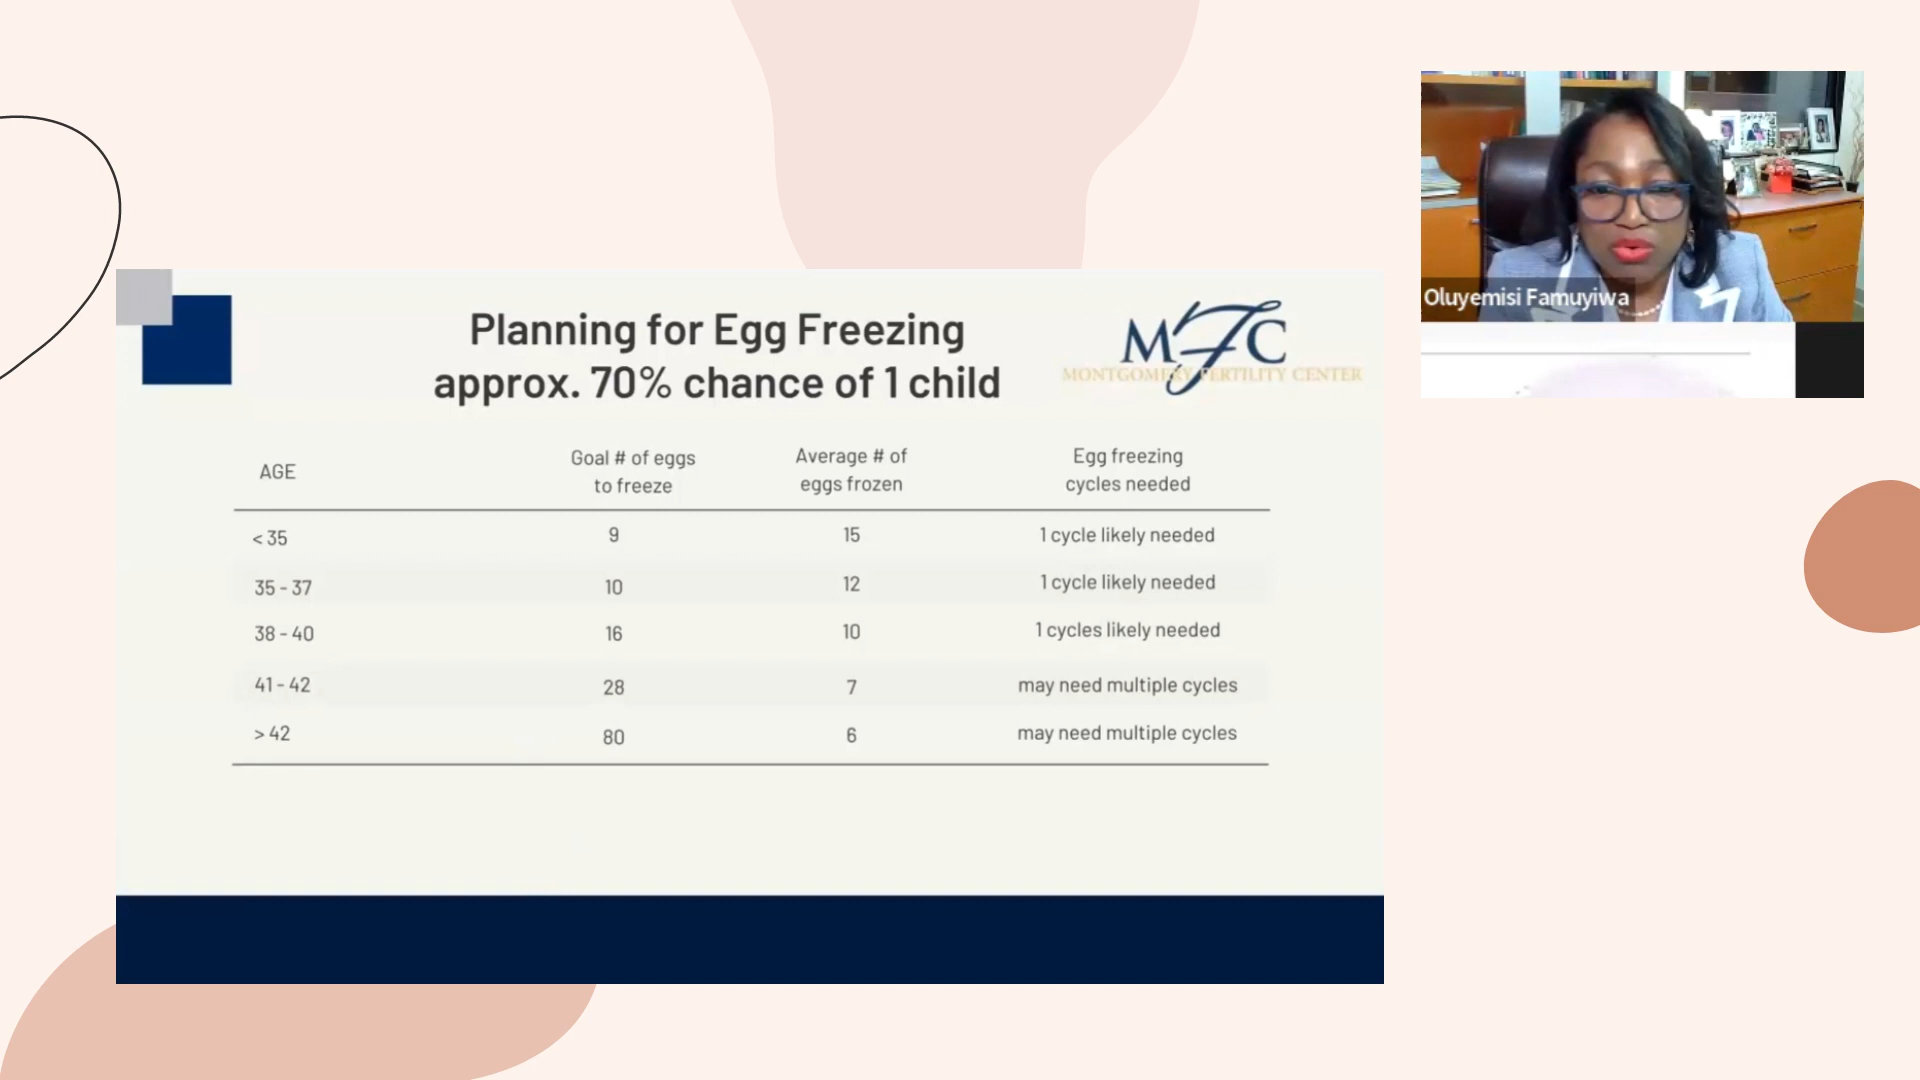 Planning for Egg Freezing
approx. 70% chance of 1 child
MFC
MONTGOMERY FERTILITY CENTER
AGE
Goal # of eggs
to freeze
Average # of
eggs frozen
Egg freezing
cycles needed
< 35 9 15 1 cycle likely needed
35 - 37 10 12 1 cycle likely needed
38 - 40 16 10 1 cycles likely needed
41 - 42 28 7 may need multiple cycles
> 42 80 6 may need multiple cycles
Oluyemisi Famuyiwa